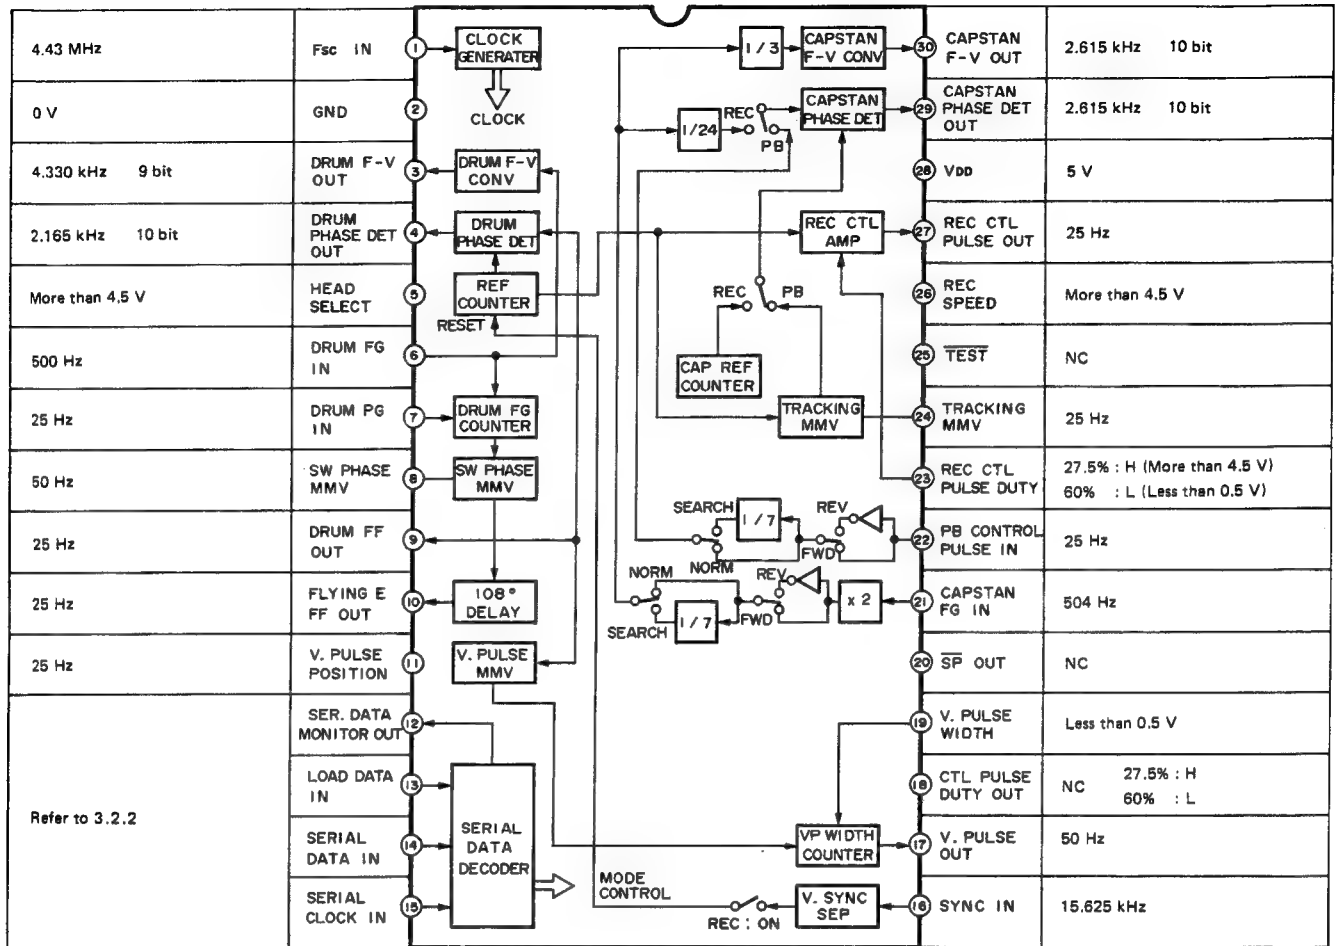 4.43 MHz
Fsc IN
1
CLOCK
GENERATER
CLOCK
0 V
GND
2
4.330 kHz 9 bit
DRUM F-V
OUT
3
DRUM F-V
CONV
2.165 kHz 10 bit
DRUM
PHASE DET
OUT
4
DRUM
PHASE DET
More than 4.5 V
HEAD
SELECT
5
REF
COUNTER
RESET
500 Hz
DRUM FG
IN
6
25 Hz
DRUM PG
IN
7
DRUM FG
COUNTER
50 Hz
SW PHASE
MMV
8
SW PHASE
MMV
25 Hz
DRUM FF
OUT
9
25 Hz
FLYING E
FF OUT
10
108°
DELAY
25 Hz
V. PULSE
POSITION
11
V. PULSE
MMV
Refer to 3.2.2
SER. DATA
MONITOR OUT
12
LOAD DATA
IN
13
SERIAL
DATA IN
14
SERIAL
CLOCK IN
15
SERIAL
DATA
DECODER
MODE
CONTROL
1/3
CAPSTAN
F-V CONV
30
CAPSTAN
F-V OUT
2.615 kHz 10 bit
1/24
REC
PB
CAPSTAN
PHASE DET
29
CAPSTAN
PHASE DET
OUT
2.615 kHz 10 bit
28
VDD
5 V
REC CTL
AMP
27
REC CTL
PULSE OUT
25 Hz
REC
PB
26
REC
SPEED
More than 4.5 V
CAP REF
COUNTER
25
TEST
NC
TRACKING
MMV
24
TRACKING
MMV
25 Hz
23
REC CTL
PULSE DUTY
27.5% : H (More than 4.5 V)
60% : L (Less than 0.5 V)
SEARCH
1/7
NORM
REV
FWD
22
PB CONTROL
PULSE IN
25 Hz
NORM
SEARCH
1/7
REV
FWD
x 2
21
CAPSTAN
FG IN
504 Hz
20
SP OUT
NC
19
V. PULSE
WIDTH
Less than 0.5 V
18
CTL PULSE
DUTY OUT
NC 27.5% : H
60% : L
VP WIDTH
COUNTER
17
V. PULSE
OUT
50 Hz
REC : ON
V. SYNC
SEP
16
SYNC IN
15.625 kHz